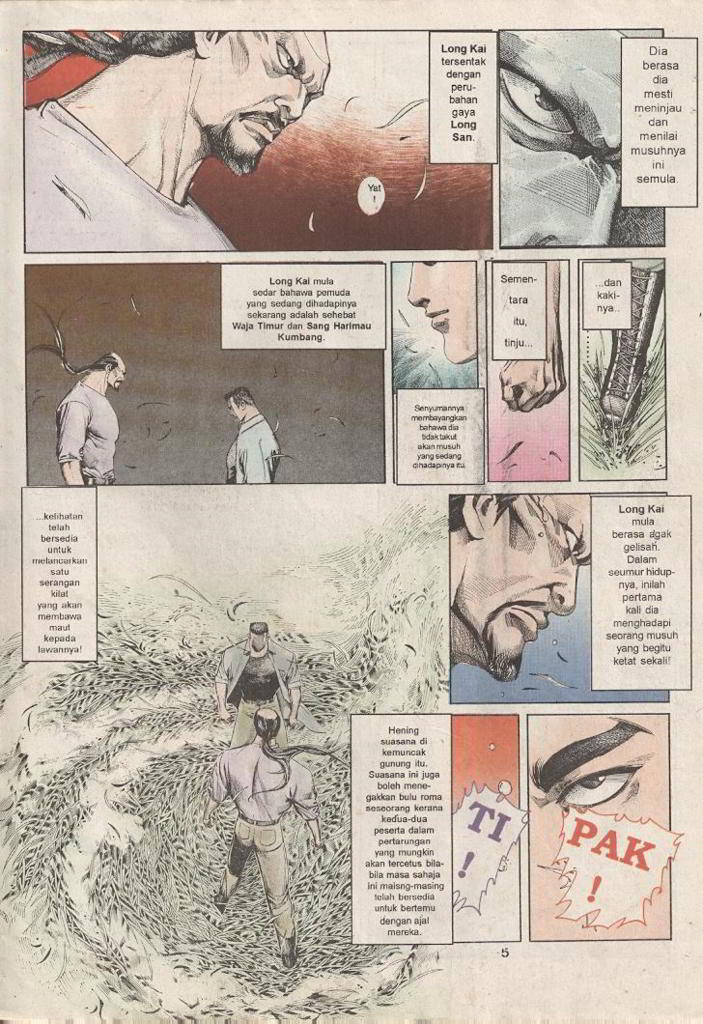 Long Kai
tersentak
dengan
peru-
bahan
gaya
Long
San.
Dia
berasa
dia
mesti
meninjau
dan
menilai
musuhnya
ini
semula.
Yat
!
Long Kai mula
sedar bahawa pemuda
yang sedang dihadapinya
sekarang adalah sehebat
Waja Timur dan Sang Harimau
Kumbang.
Senyumannya
membayangkan
bahawa dia
tidak takut
akan musuh
yang sedang
dihadapinya itu.
Semen-
tara
itu,
tinju...
...dan
kaki-
nya..
...kelihatan
telah
bersedia
untuk
melancarkan
satu
serangan
kilat
yang akan
membawa
maut
kepada
lawannya!
Long Kai
mula
berasa agak
gelisah.
Dalam
seumur hidup-
nya, inilah
pertama
kali dia
menghadapi
seorang musuh
yang begitu
ketat sekali!
Hening
suasana di
kemuncak
gunung itu.
Suasana ini juga
boleh mene-
gakkan bulu roma
seseorang kerana
kedua-dua
peserta dalam
pertarungan
yang mungkin
akan tercetus bila-
bila masa sahaja
ini maisng-masing
telah bersedia
untuk bertemu
dengan ajal
mereka.
TI
!
PAK
!
5